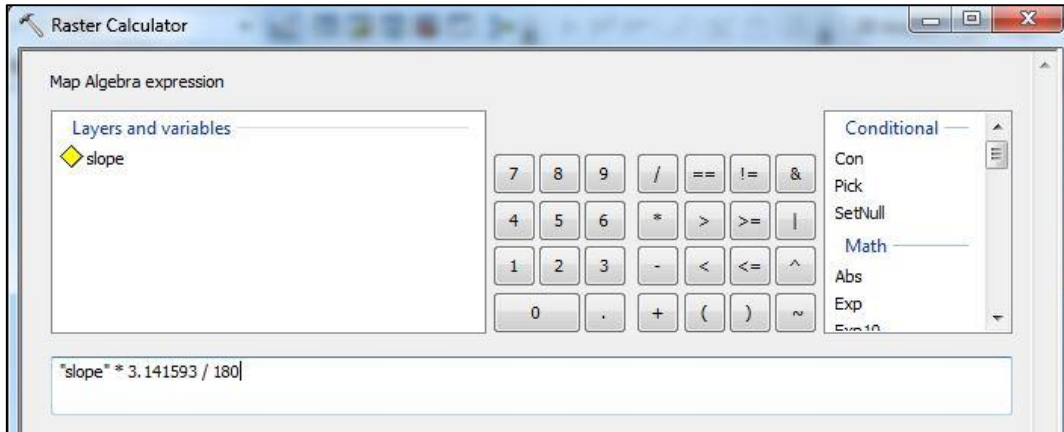 Raster Calculator
Map Algebra expression
Layers and variables
slope
7 8 9 / == != &
4 5 6 * > >= |
1 2 3 - < <= ^
0 . + ( ) ~
Conditional
Con
Pick
SetNull
Math
Abs
Exp
Exp10
"slope" * 3.141593 / 180